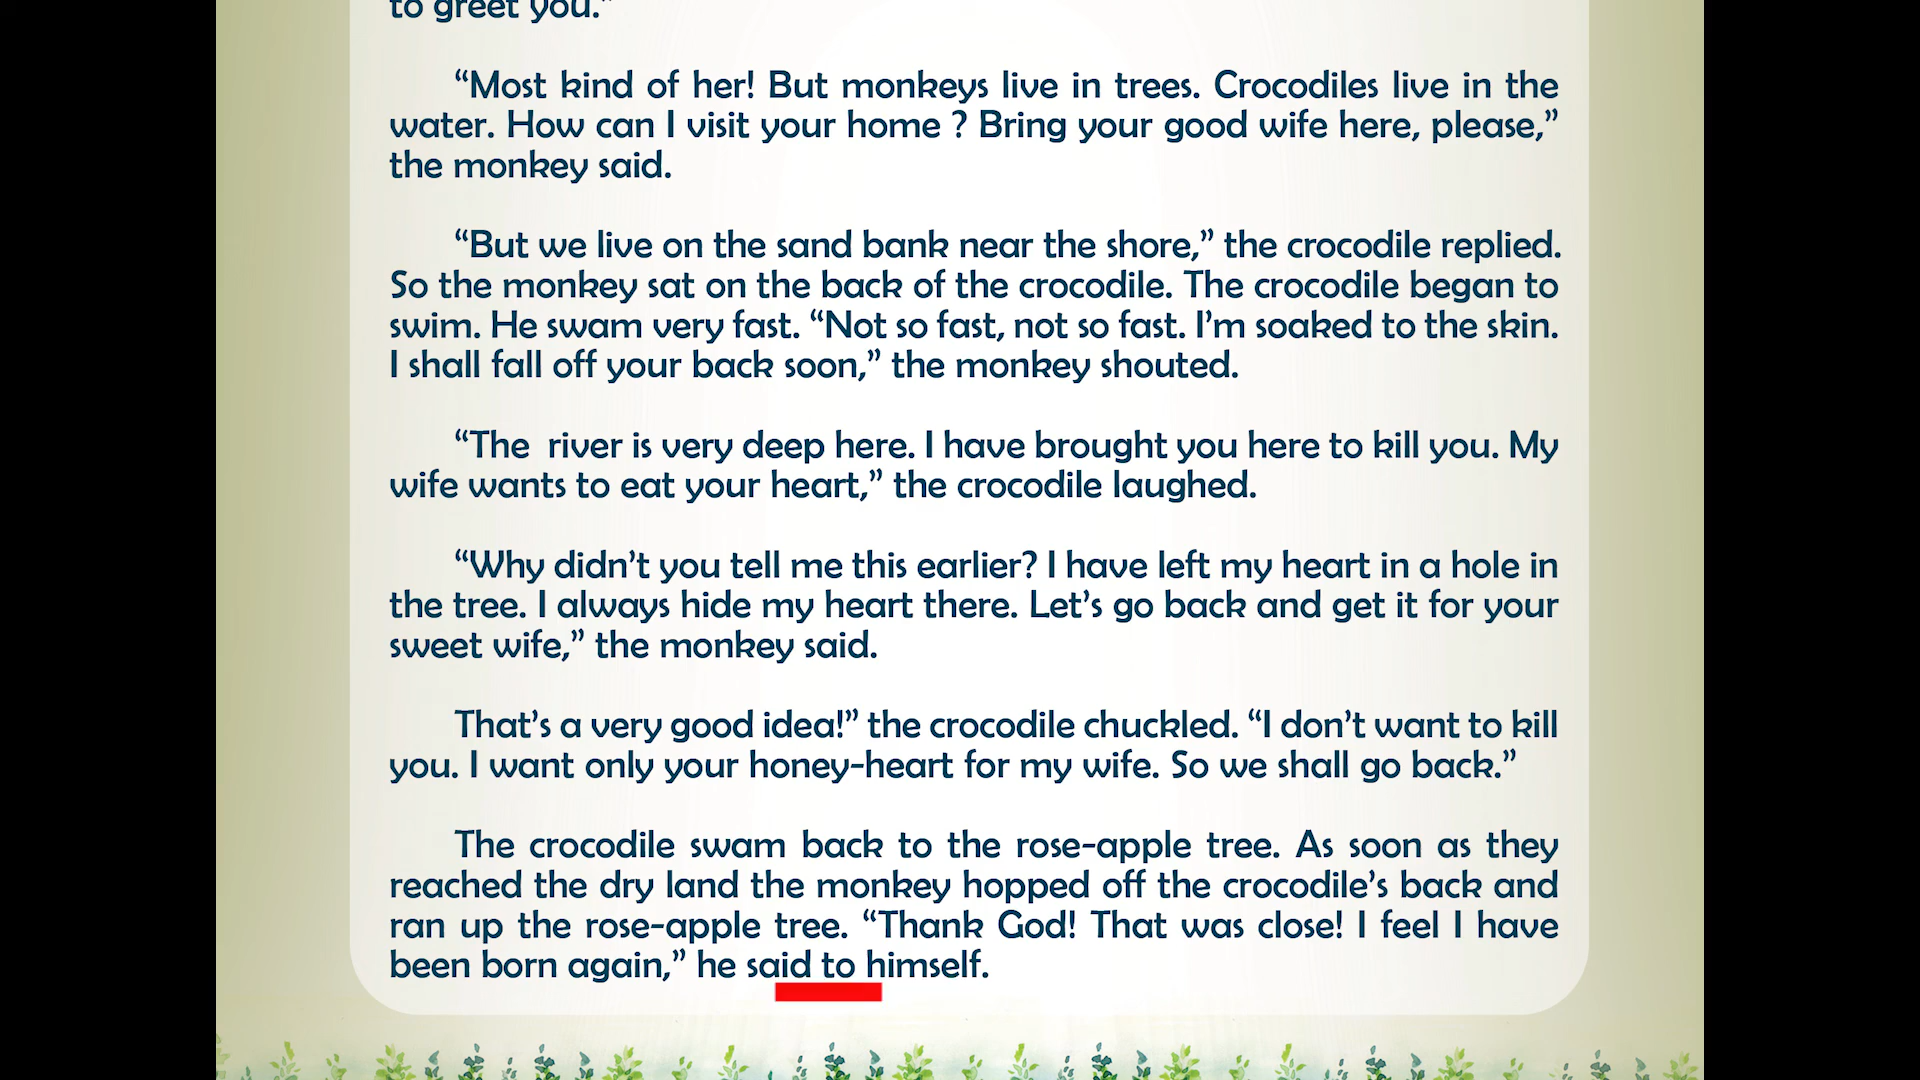 to greet you.”
“Most kind of her! But monkeys live in trees. Crocodiles live in the
water. How can I visit your home ? Bring your good wife here, please,”
the monkey said.
“But we live on the sand bank near the shore,” the crocodile replied.
So the monkey sat on the back of the crocodile. The crocodile began to
swim. He swam very fast. “Not so fast, not so fast. I’m soaked to the skin.
I shall fall off your back soon,” the monkey shouted.
“The  river is very deep here. I have brought you here to kill you. My
wife wants to eat your heart,” the crocodile laughed.
“Why didn’t you tell me this earlier? I have left my heart in a hole in
the tree. I always hide my heart there. Let’s go back and get it for your
sweet wife,” the monkey said.
That’s a very good idea!” the crocodile chuckled. “I don’t want to kill
you. I want only your honey-heart for my wife. So we shall go back.”
The crocodile swam back to the rose-apple tree. As soon as they
reached the dry land the monkey hopped off the crocodile’s back and
ran up the rose-apple tree. “Thank God! That was close! I feel I have
been born again,” he said to himself.